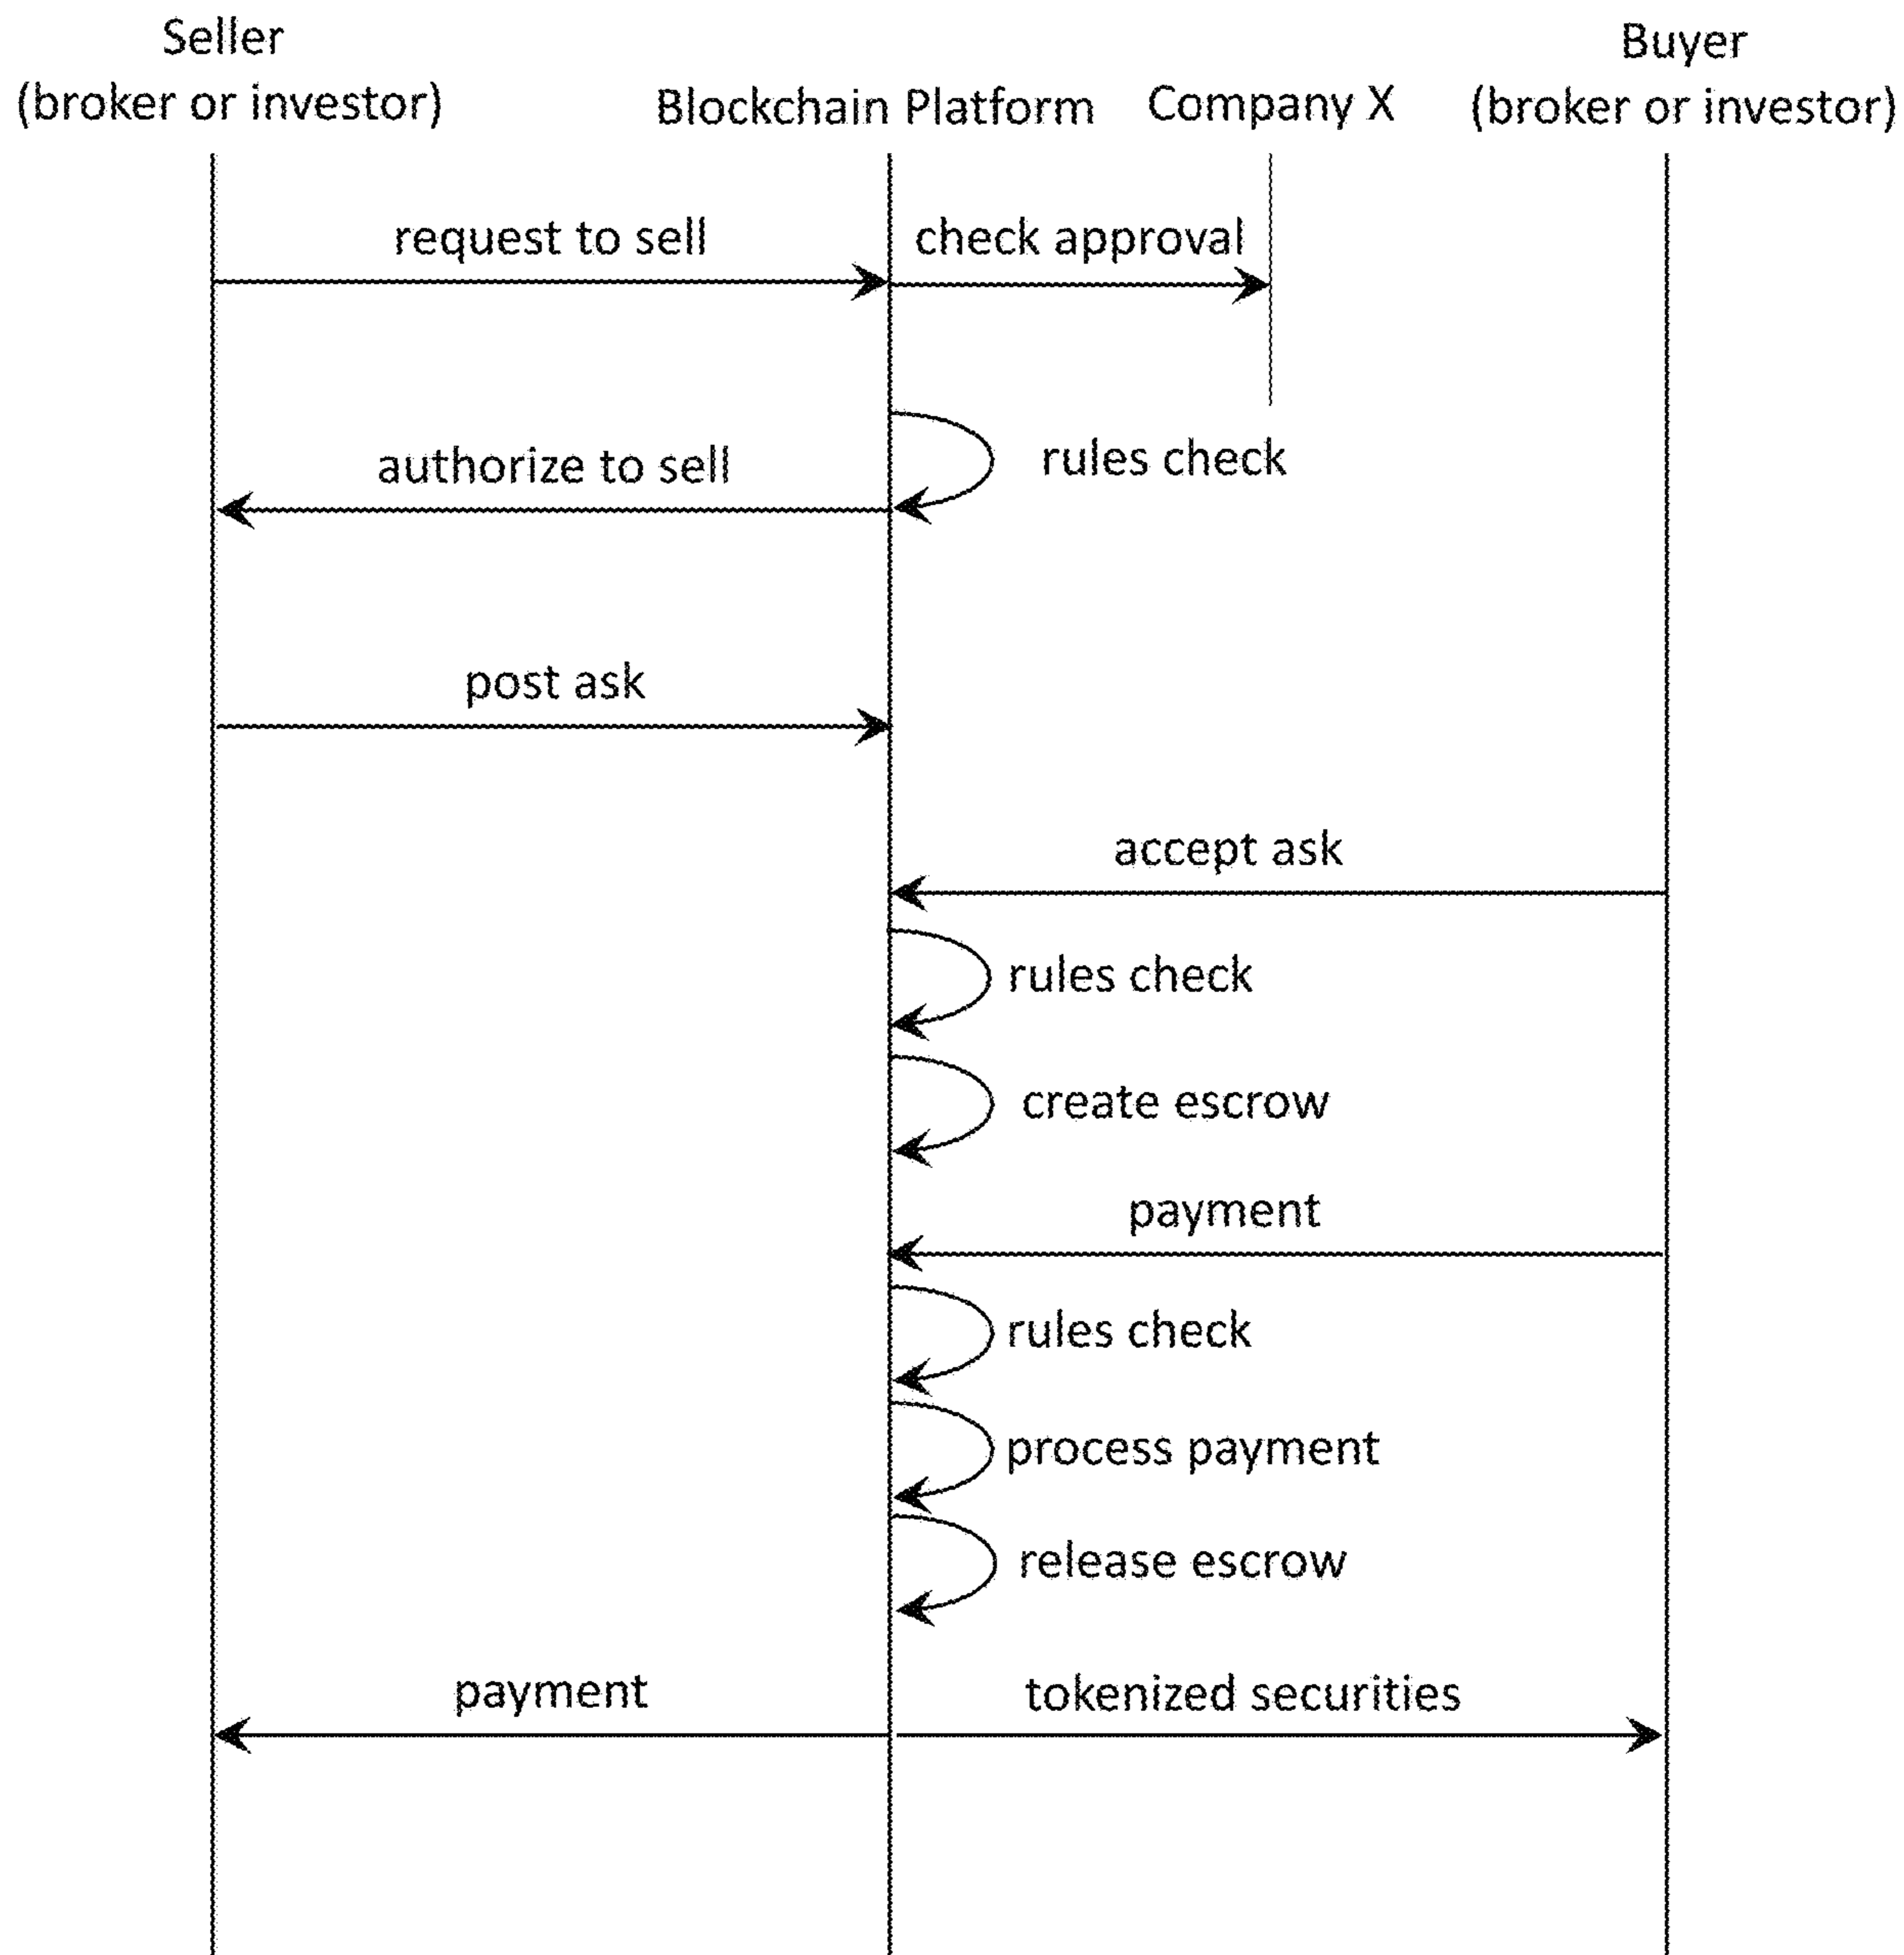 Seller
(broker or investor)
Blockchain Platform
Company X
Buyer
(broker or investor)
request to sell
check approval
authorize to sell
rules check
post ask
accept ask
rules check
create escrow
payment
rules check
process payment
release escrow
payment
tokenized securities